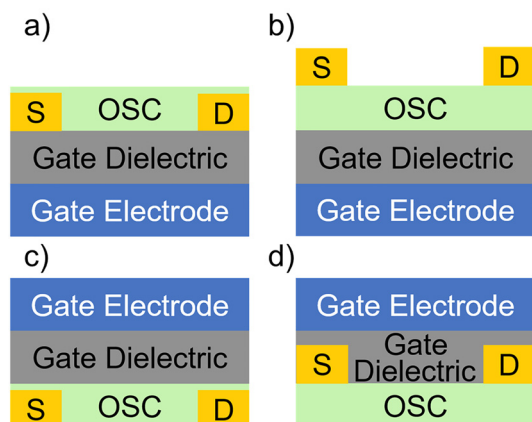 a)
S OSC D
Gate Dielectric
Gate Electrode
b)
S D
OSC
Gate Dielectric
Gate Electrode
c)
Gate Electrode
Gate Dielectric
S OSC D
d)
Gate Electrode
Gate
S Dielectric D
OSC